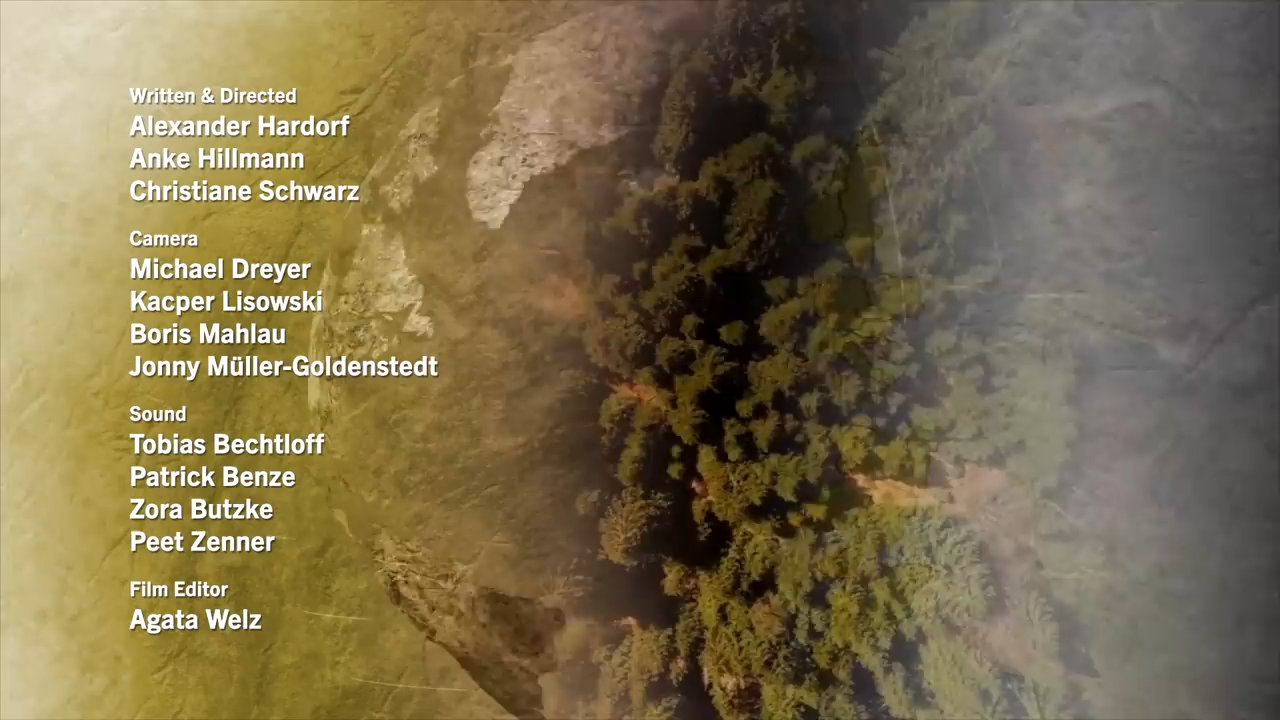 Written & Directed
Alexander Hardorf
Anke Hillmann
Christiane Schwarz
Camera
Michael Dreyer
Kacper Lisowski
Boris Mahlau
Jonny Müller-Goldenstedt
Sound
Tobias Bechtloff
Patrick Benze
Zora Butzke
Peet Zenner
Film Editor
Agata Welz